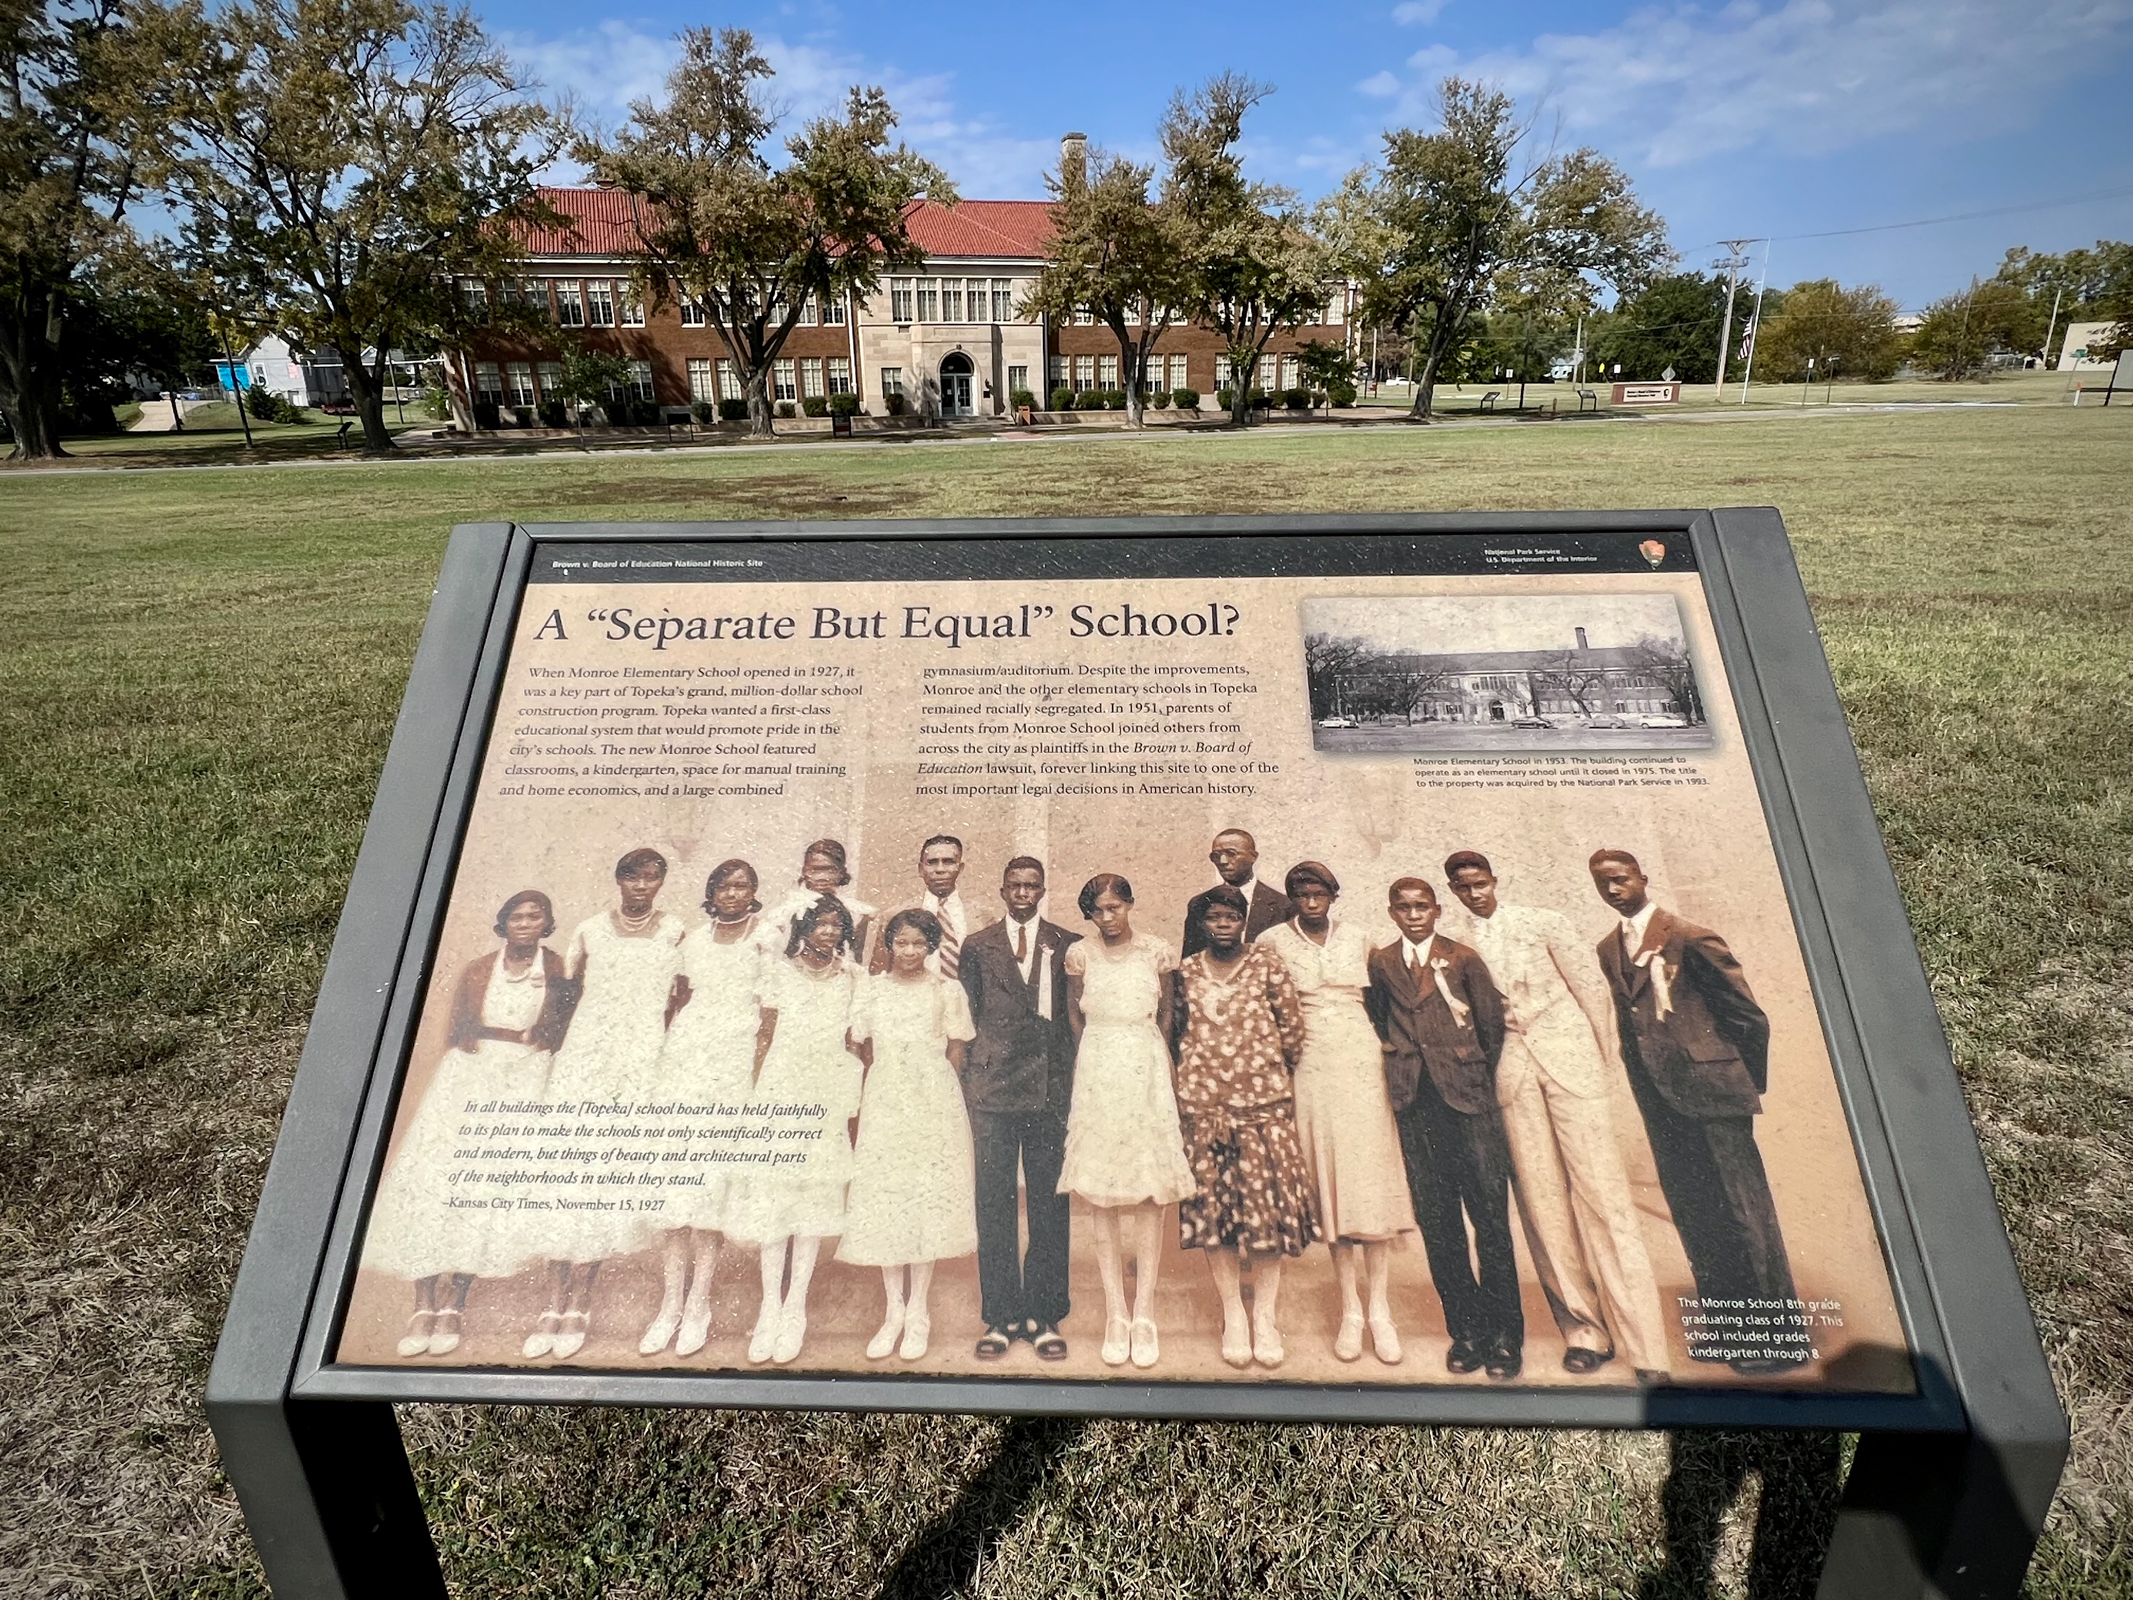 Brown v. Board of Education National Historic Site
National Park Service
U.S. Department of the Interior
A “Separate But Equal” School?
When Monroe Elementary School opened in 1927, it
was a key part of Topeka's grand, million-dollar school
construction program. Topeka wanted a first-class
educational system that would promote pride in the
city's schools. The new Monroe School featured
classrooms, a kindergarten, space for manual training
and home economics, and a large combined
gymnasium/auditorium. Despite the improvements,
Monroe and the other elementary schools in Topeka
remained racially segregated. In 1951, parents of
students from Monroe School joined others from
across the city as plaintiffs in the Brown v. Board of
Education lawsuit, forever linking this site to one of the
most important legal decisions in American history.
Monroe Elementary School in 1953. The building continued to
operate as an elementary school until it closed in 1975. The title
to the property was acquired by the National Park Service in 1993.
In all buildings the [Topeka] school board has held faithfully
to its plan to make the schools not only scientifically correct
and modern, but things of beauty and architectural parts
of the neighborhoods in which they stand.
–Kansas City Times, November 15, 1927
The Monroe School 8th grade
graduating class of 1927. This
school included grades
kindergarten through 8.